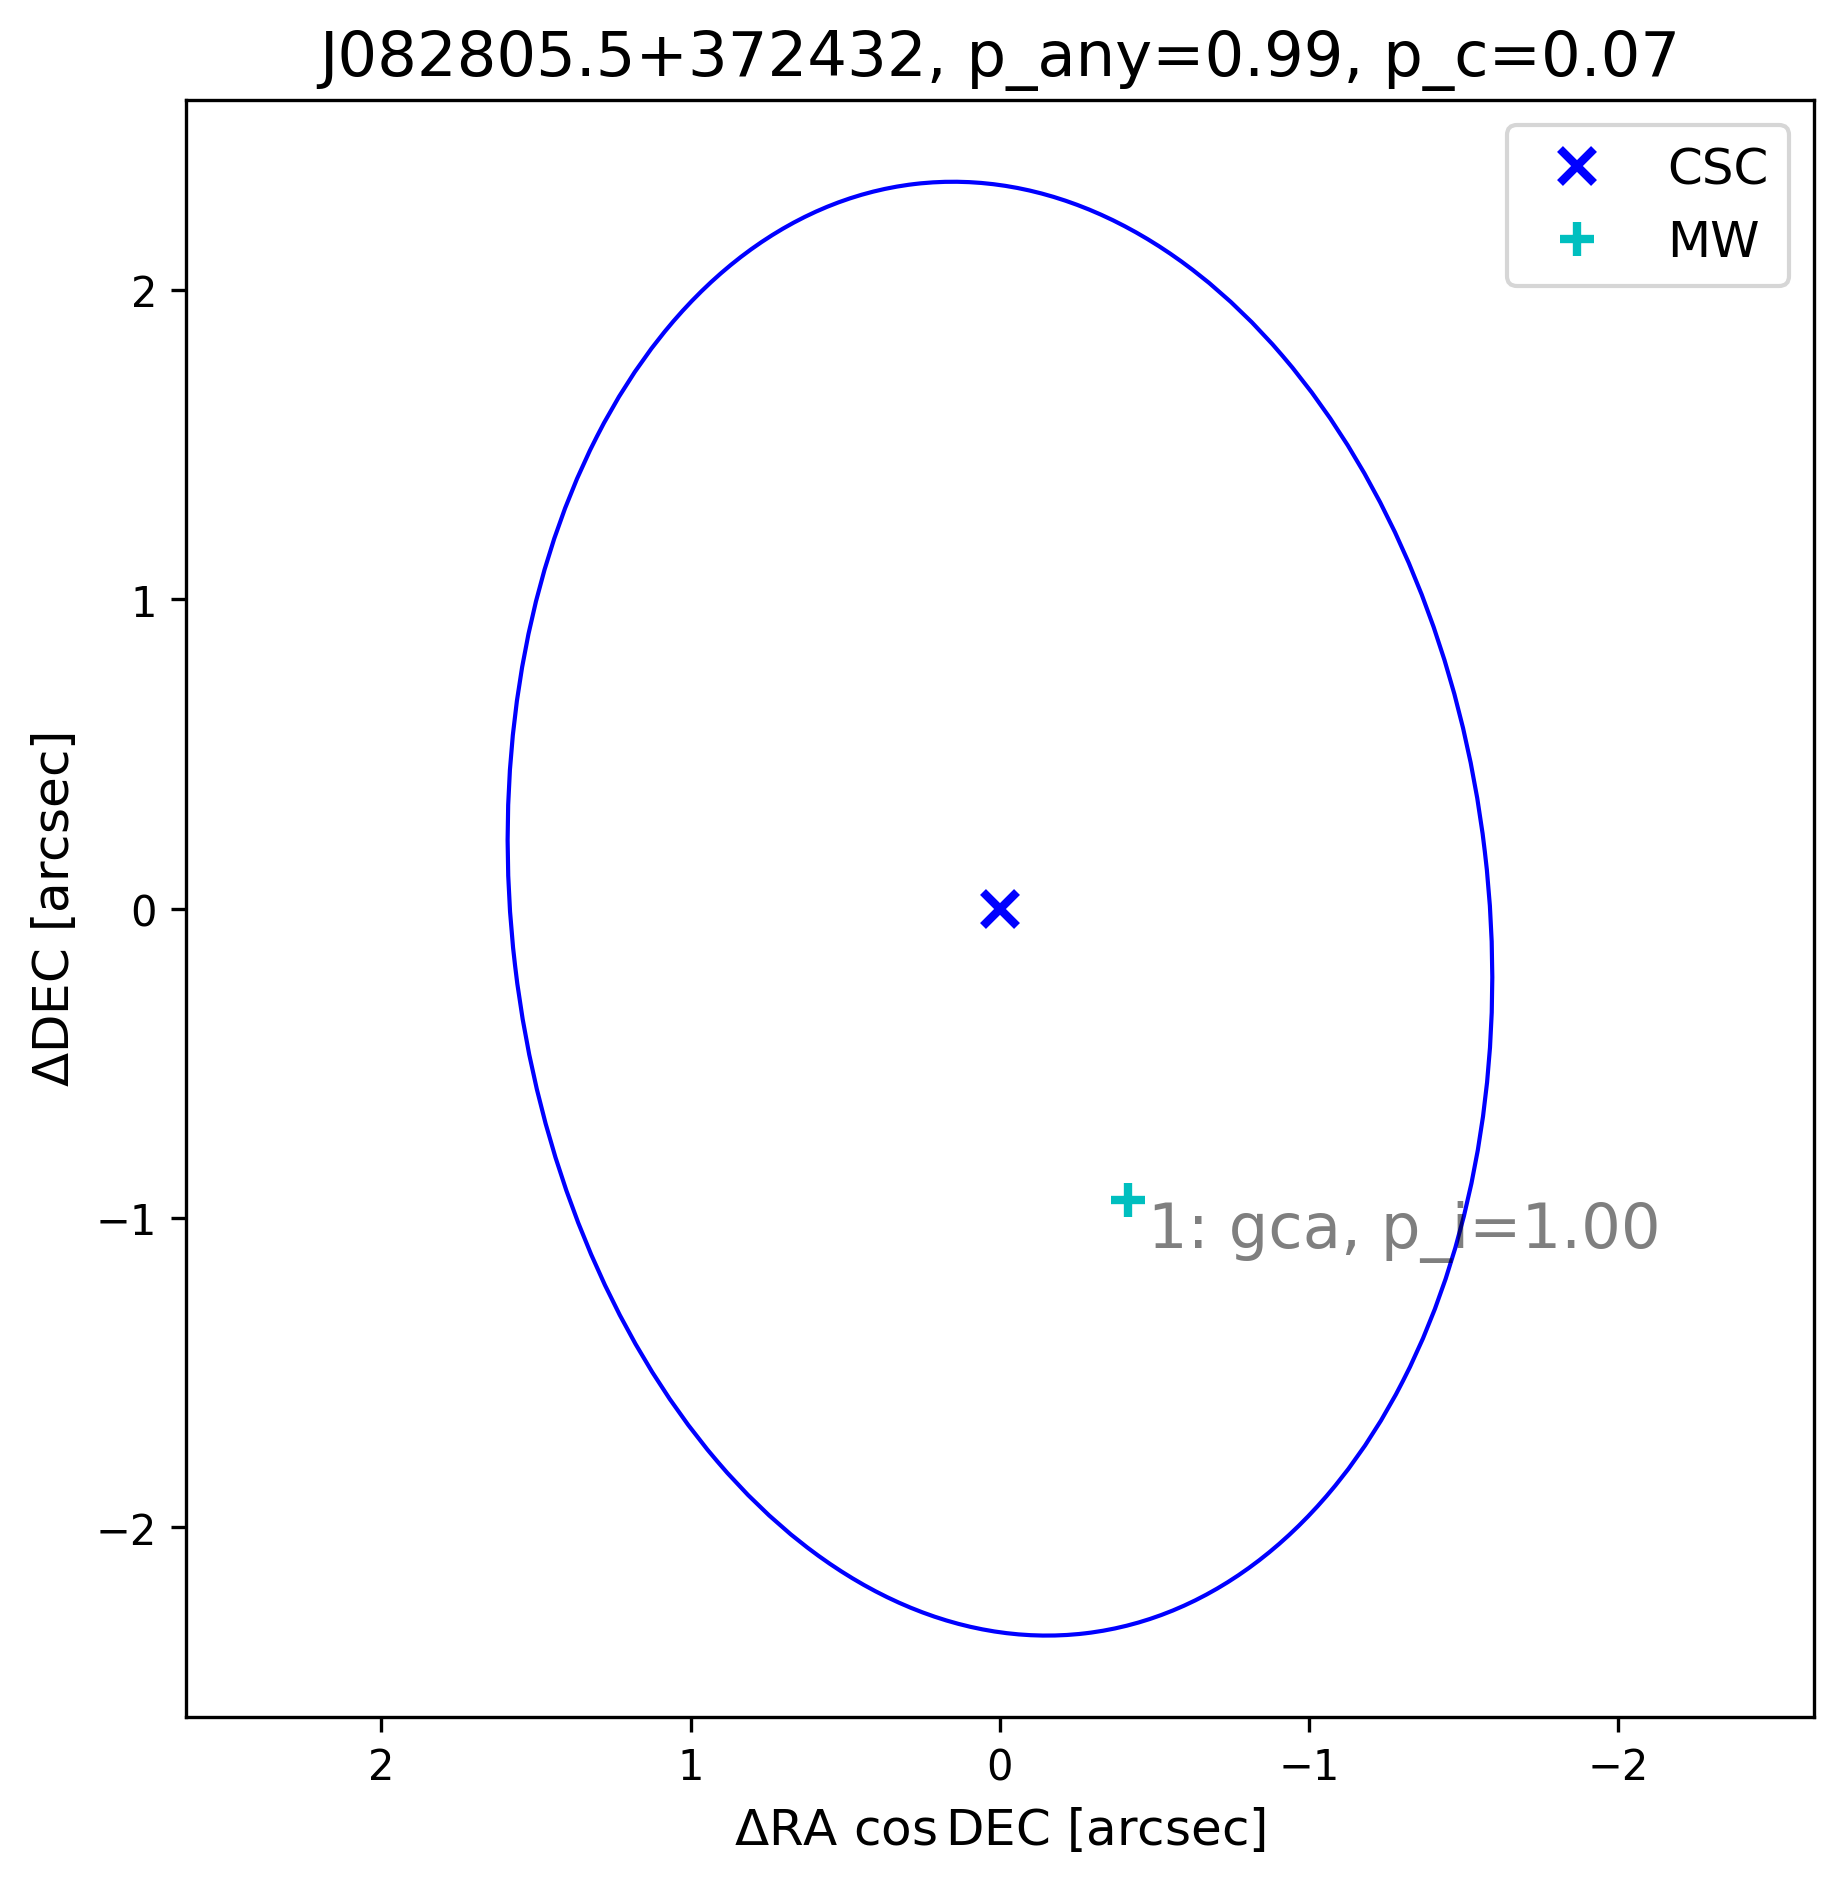 J082805.5+372432, p_any=0.99, p_c=0.07
CSC
MW
2
1
0
−1
−2
ΔDEC [arcsec]
1: gca, p_i=1.00
2
1
0
−1
−2
ΔRA cos DEC [arcsec]